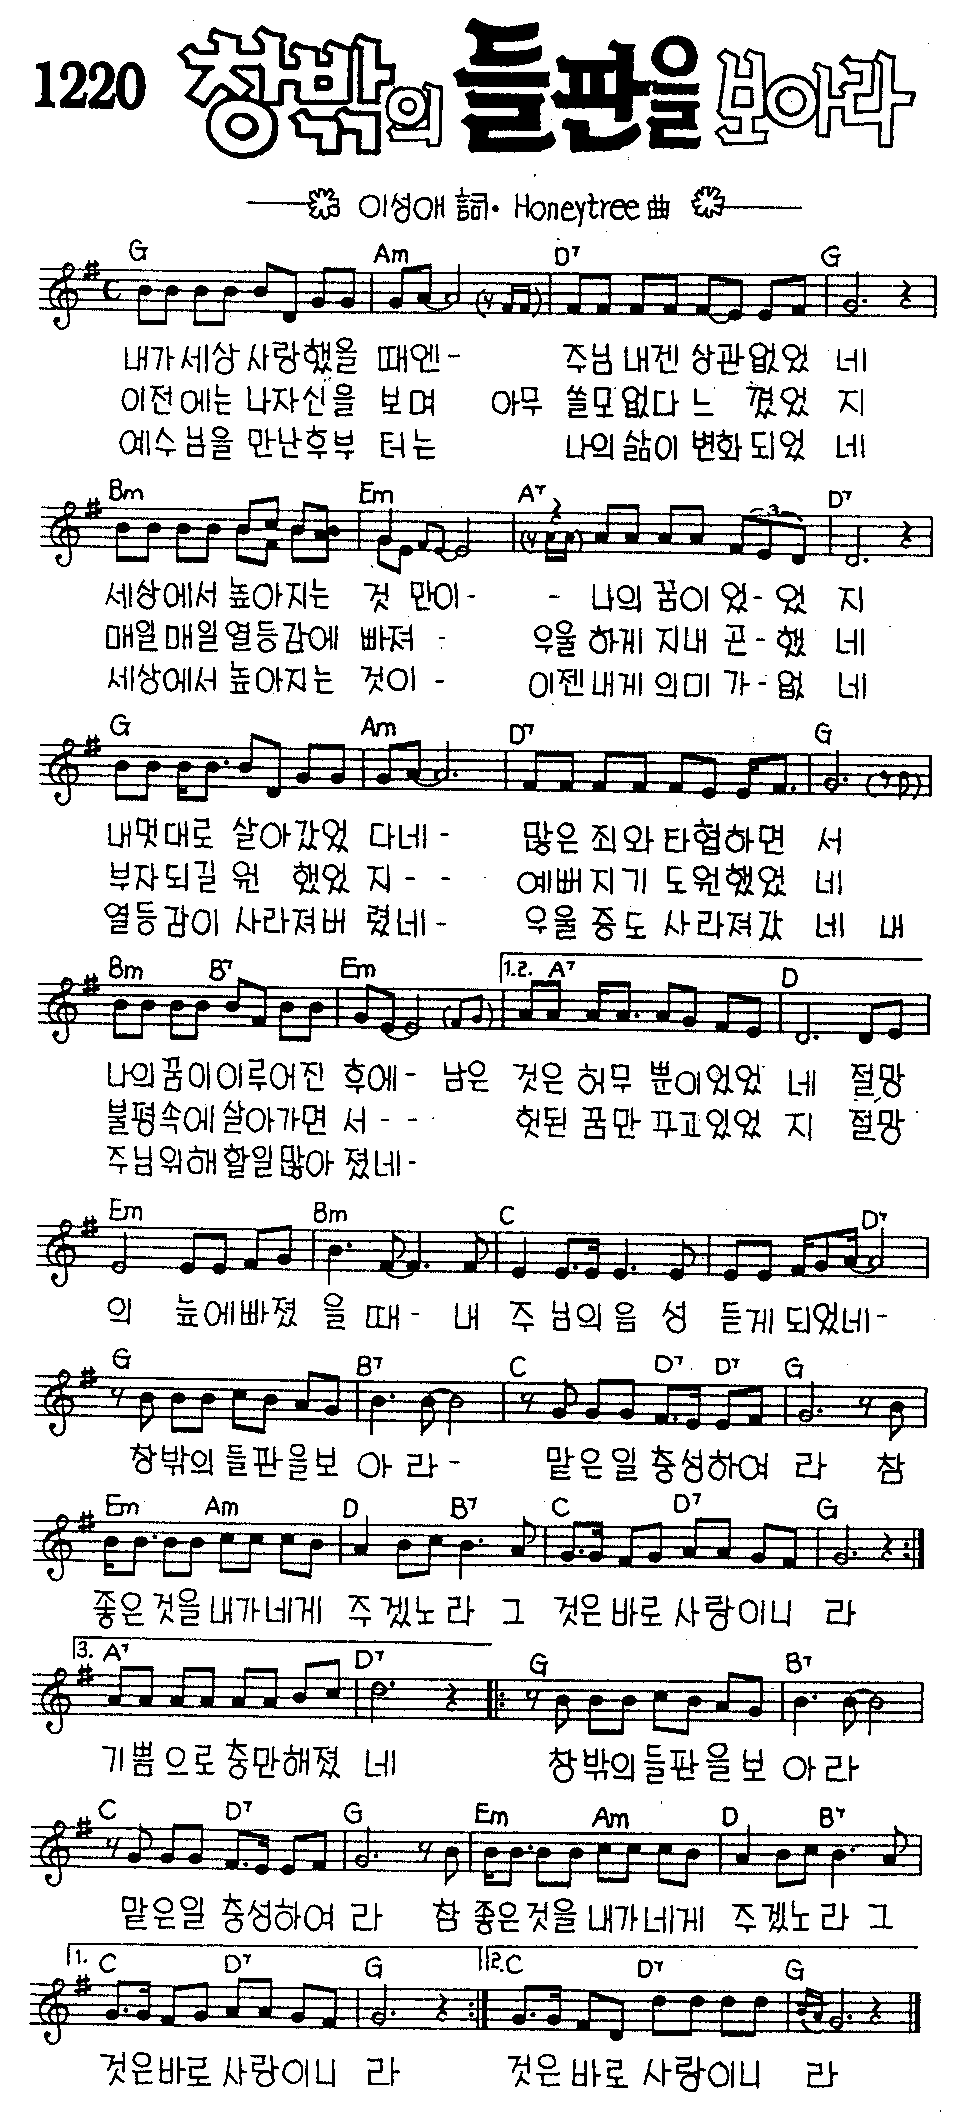 1220 창밖의 들판을 보아라
이성애 詞· Honeytree 曲
G Am D7 G
내가세상 사랑했을 때엔- 주님 내겐 상관없었 네
이전에는 나자신을 보며 아무 쓸모없다 느 꼈었 지
예수님을 만난후부 터는 나의삶이 변화되었 네
Bm Em A7 3 D7
세상에서 높아지는 것 만이- - 나의 꿈이 었-었 지
매일매일 열등감에 빠져 - 우울 하게 지내 곤-했 네
세상에서 높아지는 것이 - 이젠내게 의미 가-없 네
G Am D7 G
내멋대로 살아갔었 다네- 많은 죄와 타협하면 서
부자되길 원 했었 지-- 예뻐지기 도원했었 네
열등감이 사라져버 렸네- 우울 증도 사라져갔 네 내
Bm B7 Em 1.2. A7 D
나의꿈이이루어진 후에- 남은 것은 허무 뿐이었었 네 절망
불평속에살아가면 서-- 헛된 꿈만 꾸고있었 지 절망
주님위해할일많아 졌네-
Em Bm C D7
의 늪에빠졌 을 때- 내 주 님의음 성 듣게되었네-
G B7 C D7 D7 G
창밖의들판을보 아 라- 맡은일 충성하여 라 참
Em Am D B7 C D7 G
좋은것을내가네게 주겠노라 그 것은바로사랑이니 라
3. A7 D7 G B7
기쁨으로충만해졌 네 창밖의들판을보 아라
C D7 G Em Am D B7
맡은일 충성하여 라 참 좋은것을내가네게 주겠노라 그
1. C D7 G 2. C D7 G
것은바로 사랑이니 라 것은바로 사랑이니 라